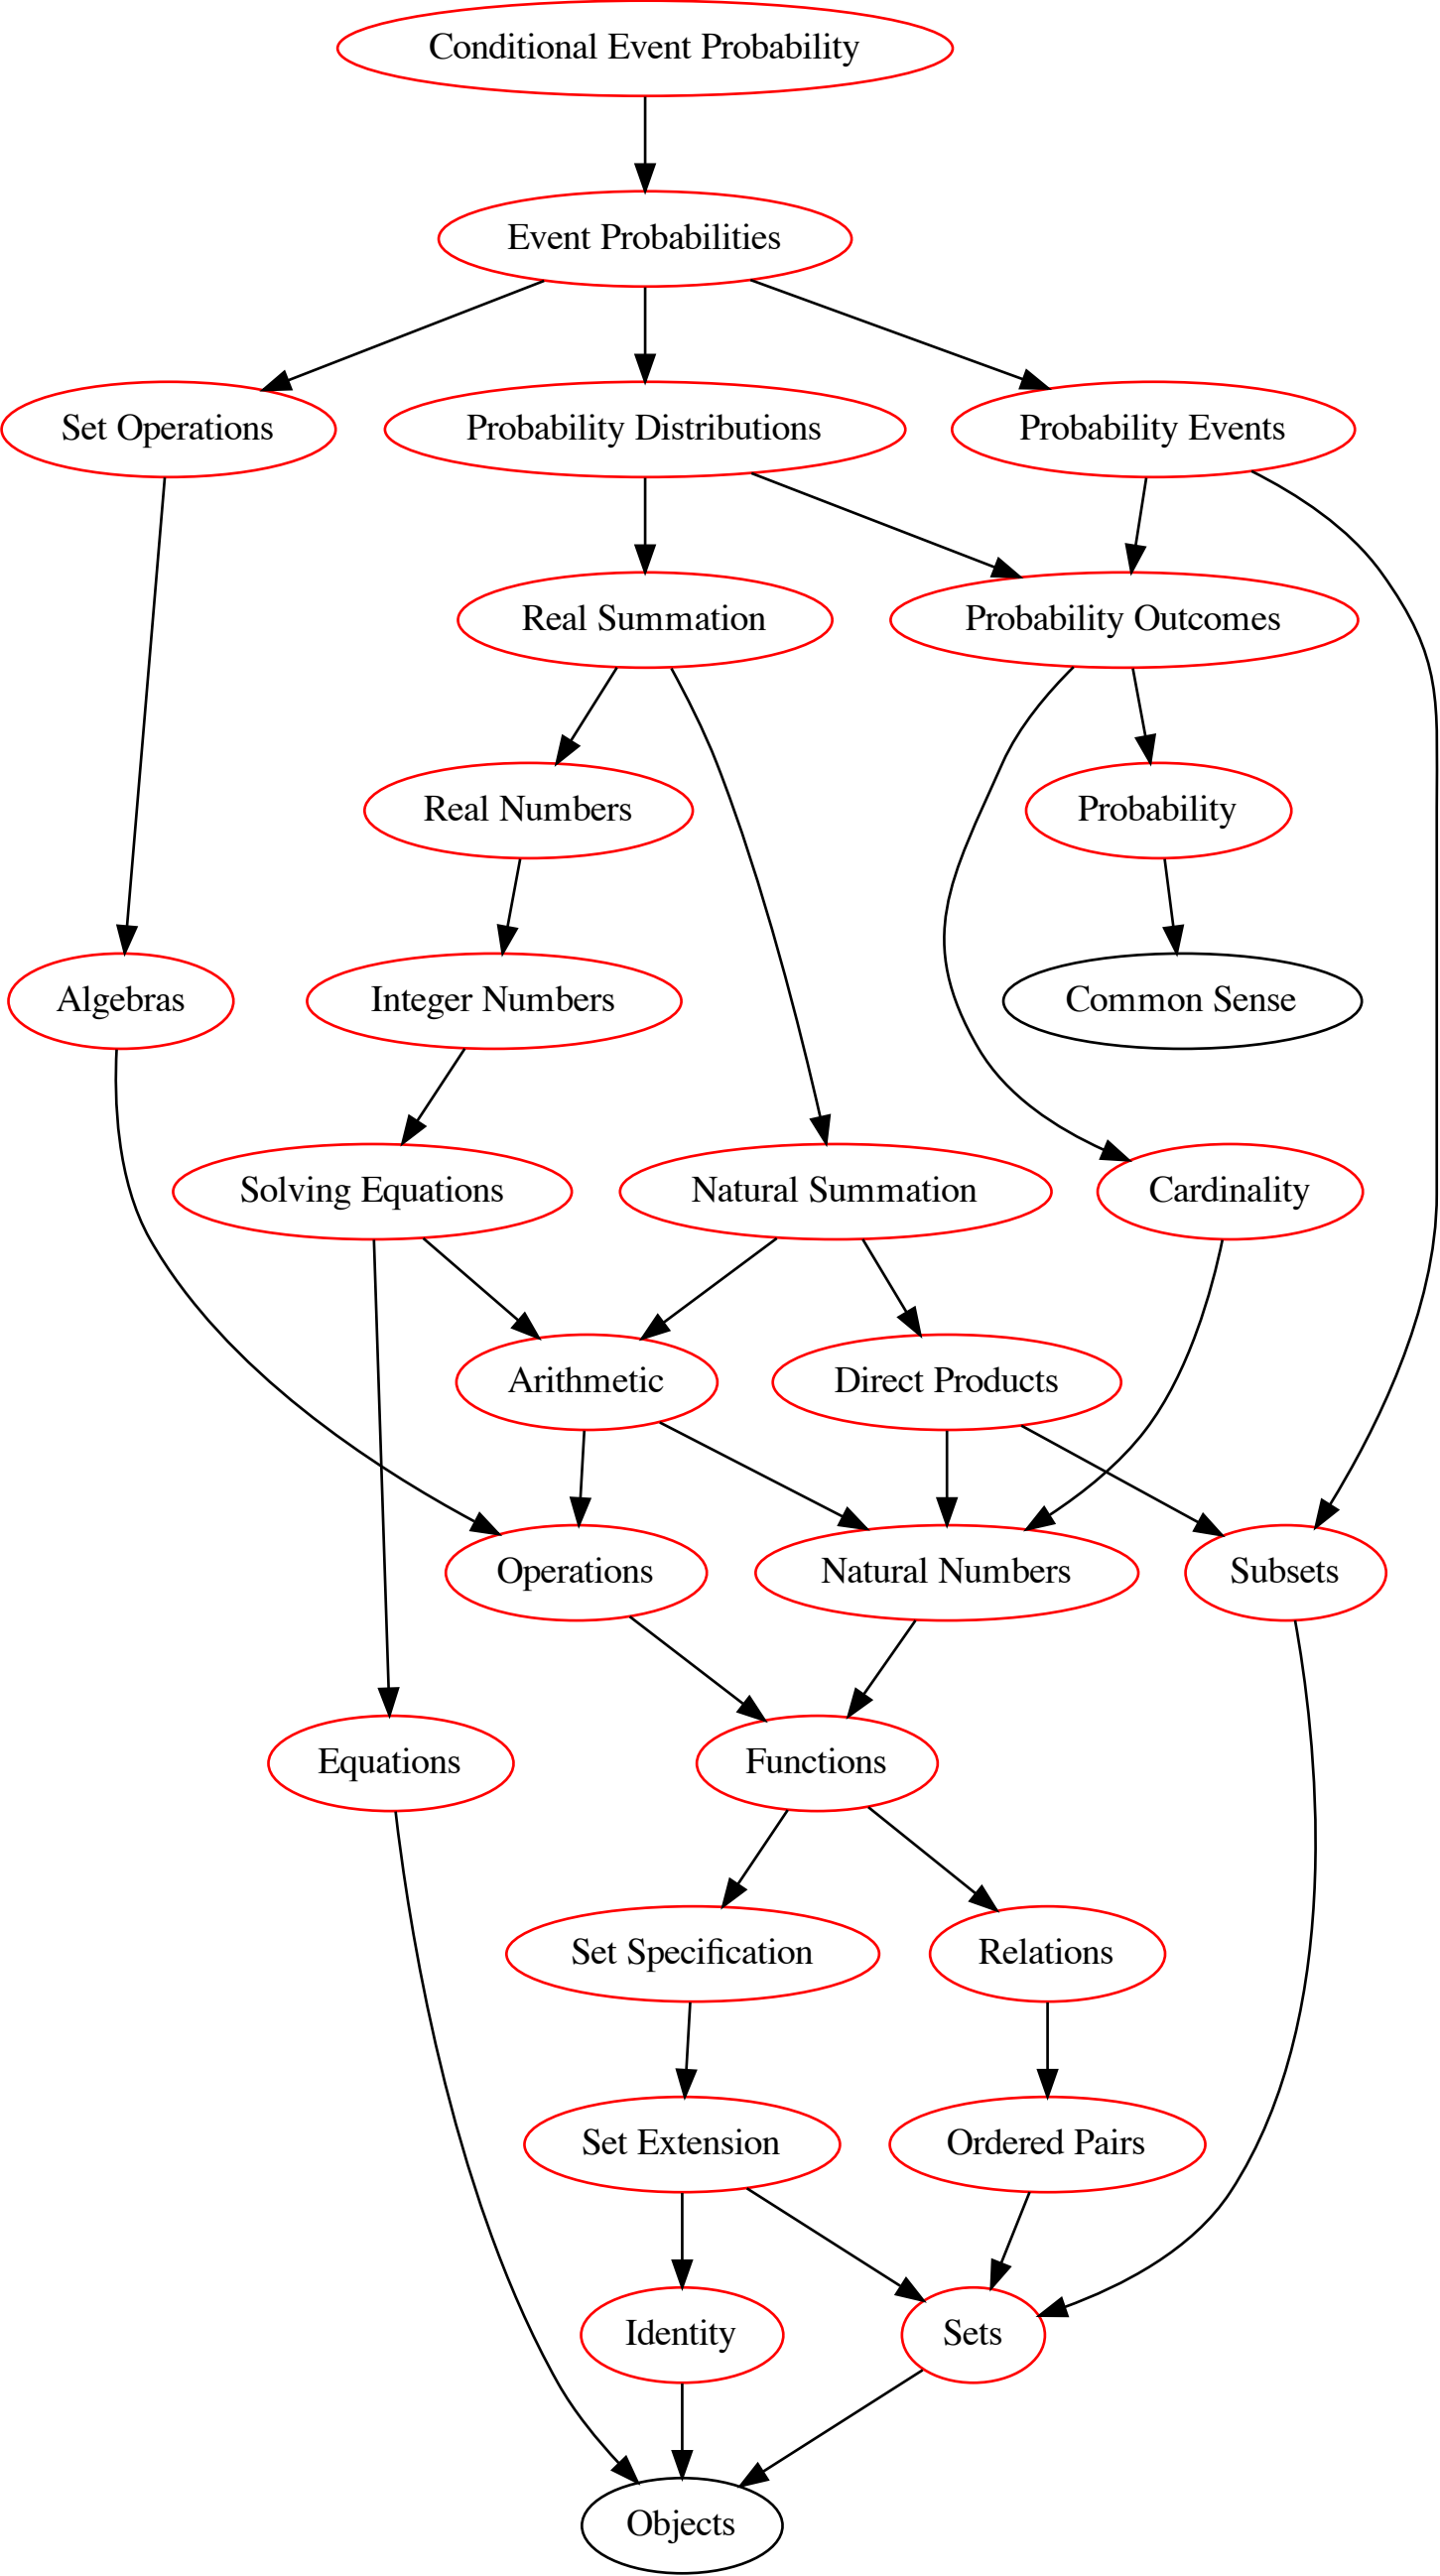 Conditional Event Probability
Event Probabilities
Set Operations
Probability Distributions
Probability Events
Real Summation
Probability Outcomes
Real Numbers
Probability
Algebras
Integer Numbers
Common Sense
Solving Equations
Natural Summation
Cardinality
Arithmetic
Direct Products
Operations
Natural Numbers
Subsets
Equations
Functions
Set Specification
Relations
Set Extension
Ordered Pairs
Identity
Sets
Objects